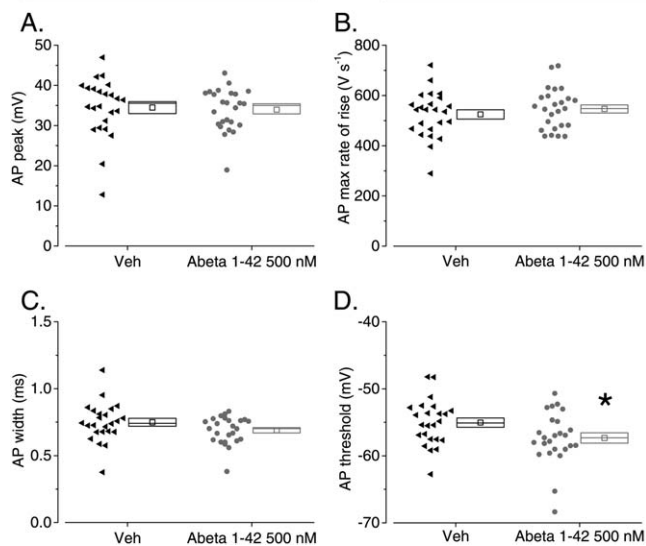 A.
50
40
30
20
10
0
AP peak (mV)
Veh
Abeta 1-42 500 nM
B.
800
600
400
200
0
AP max rate of rise (V s⁻¹)
Veh
Abeta 1-42 500 nM
C.
1.5
1.0
0.5
0.0
AP width (ms)
Veh
Abeta 1-42 500 nM
D.
-40
-50
-60
-70
AP threshold (mV)
*
Veh
Abeta 1-42 500 nM